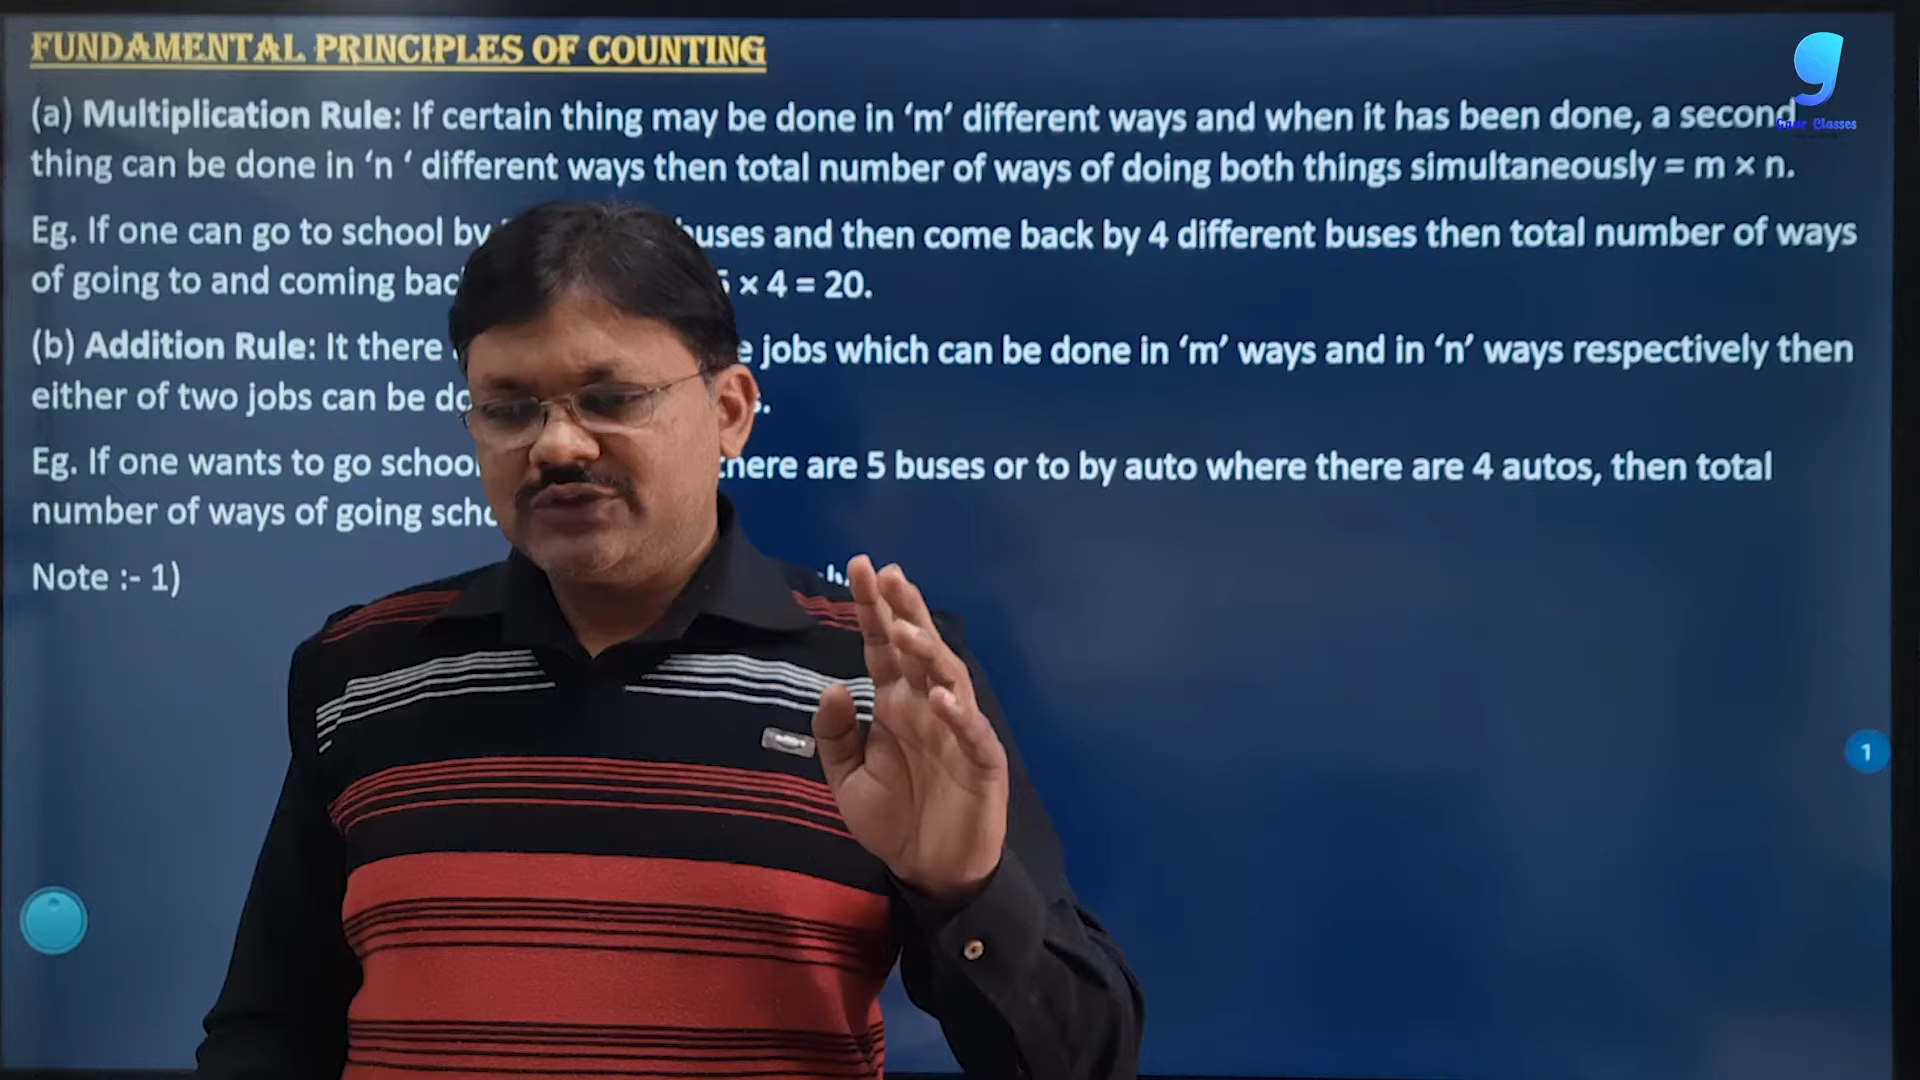 FUNDAMENTAL PRINCIPLES OF COUNTING
(a) Multiplication Rule: If certain thing may be done in ‘m’ different ways and when it has been done, a second
thing can be done in ‘n ‘ different ways then total number of ways of doing both things simultaneously = m × n.
Eg. If one can go to school by buses and then come back by 4 different buses then total number of ways
of going to and coming × 4 = 20.
(b) Addition Rule: It there jobs which can be done in ‘m’ ways and in ‘n’ ways respectively then
either of two jobs can be
Eg. If one wants to go there are 5 buses or to by auto where there are 4 autos, then total
number of ways of going
Note :- 1)
Gaur Classes
1